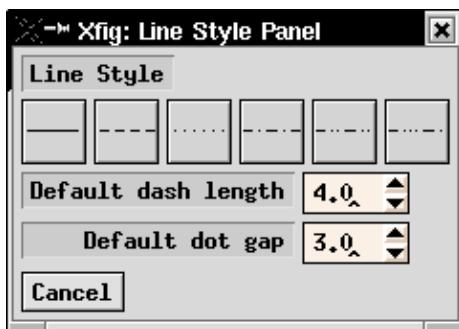 Xfig: Line Style Panel
Line Style
Default dash length 4.0
Default dot gap 3.0
Cancel